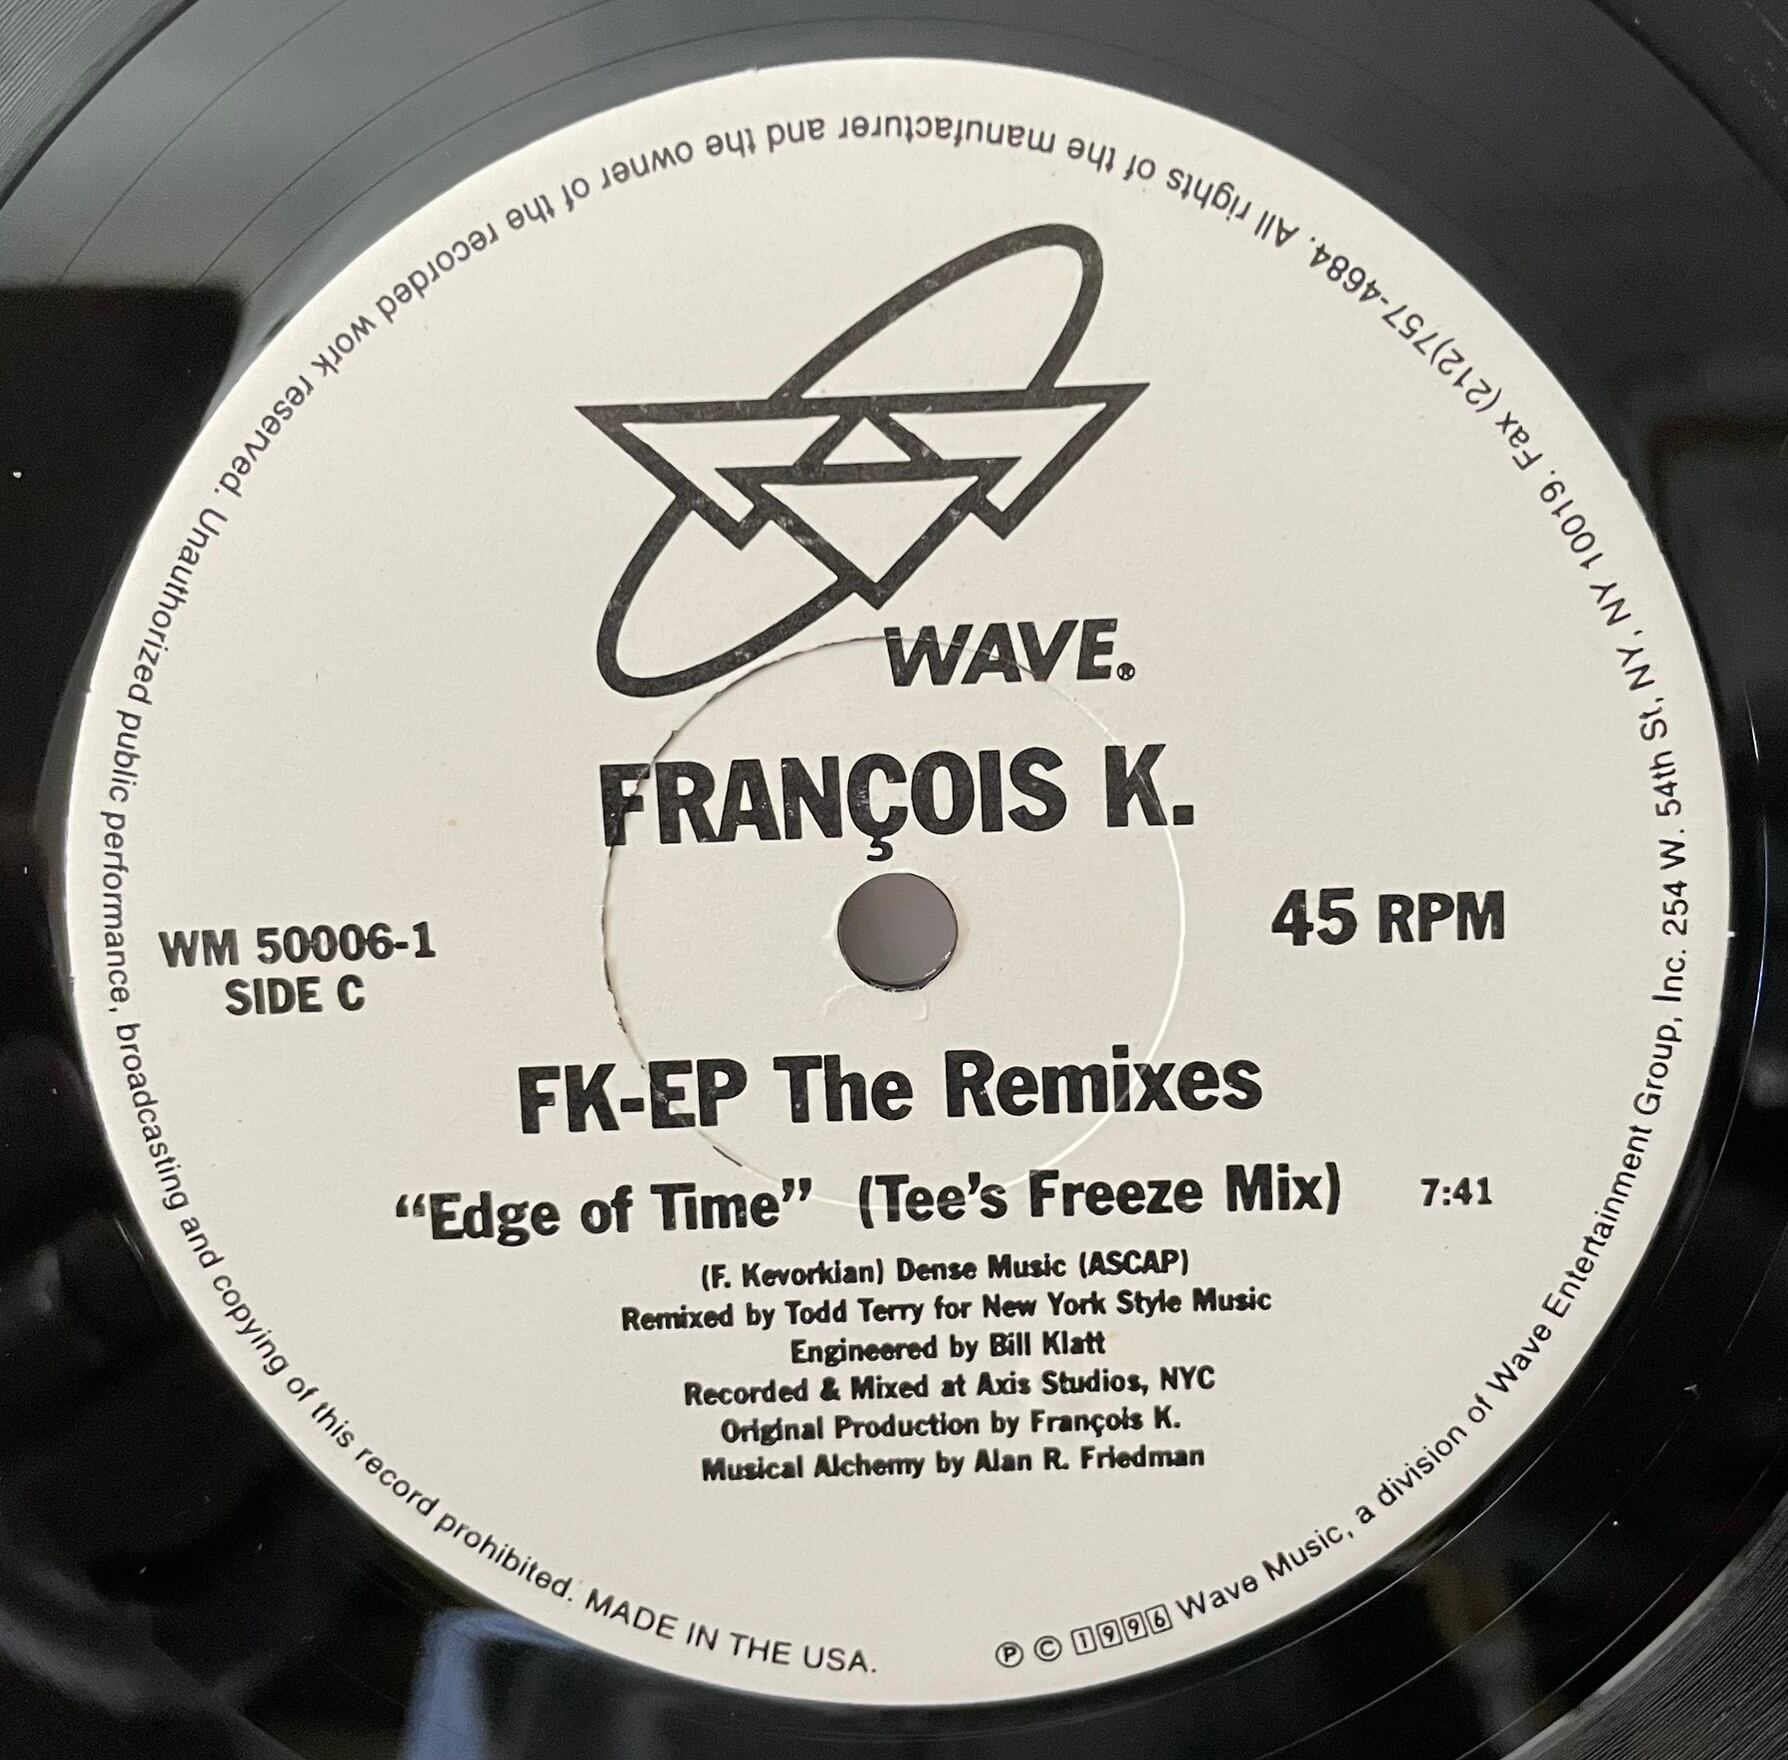 WAVE.®
FRANÇOIS K.
WM 50006-1
SIDE C
45 RPM
FK-EP The Remixes
“Edge of Time” (Tee’s Freeze Mix) 7:41
(F. Kevorkian) Dense Music (ASCAP)
Remixed by Todd Terry for New York Style Music
Engineered by Bill Klatt
Recorded & Mixed at Axis Studios, NYC
Original Production by François K.
Musical Alchemy by Alan R. Friedman
℗ © 1996 Wave Music, a division of Wave Entertainment Group, Inc. 254 W. 54th St, NY, NY 10019. Fax (212)757-4684. All rights of the manufacturer and the owner of the recorded work reserved. Unauthorized public performance, broadcasting and copying of this record prohibited. MADE IN THE USA.